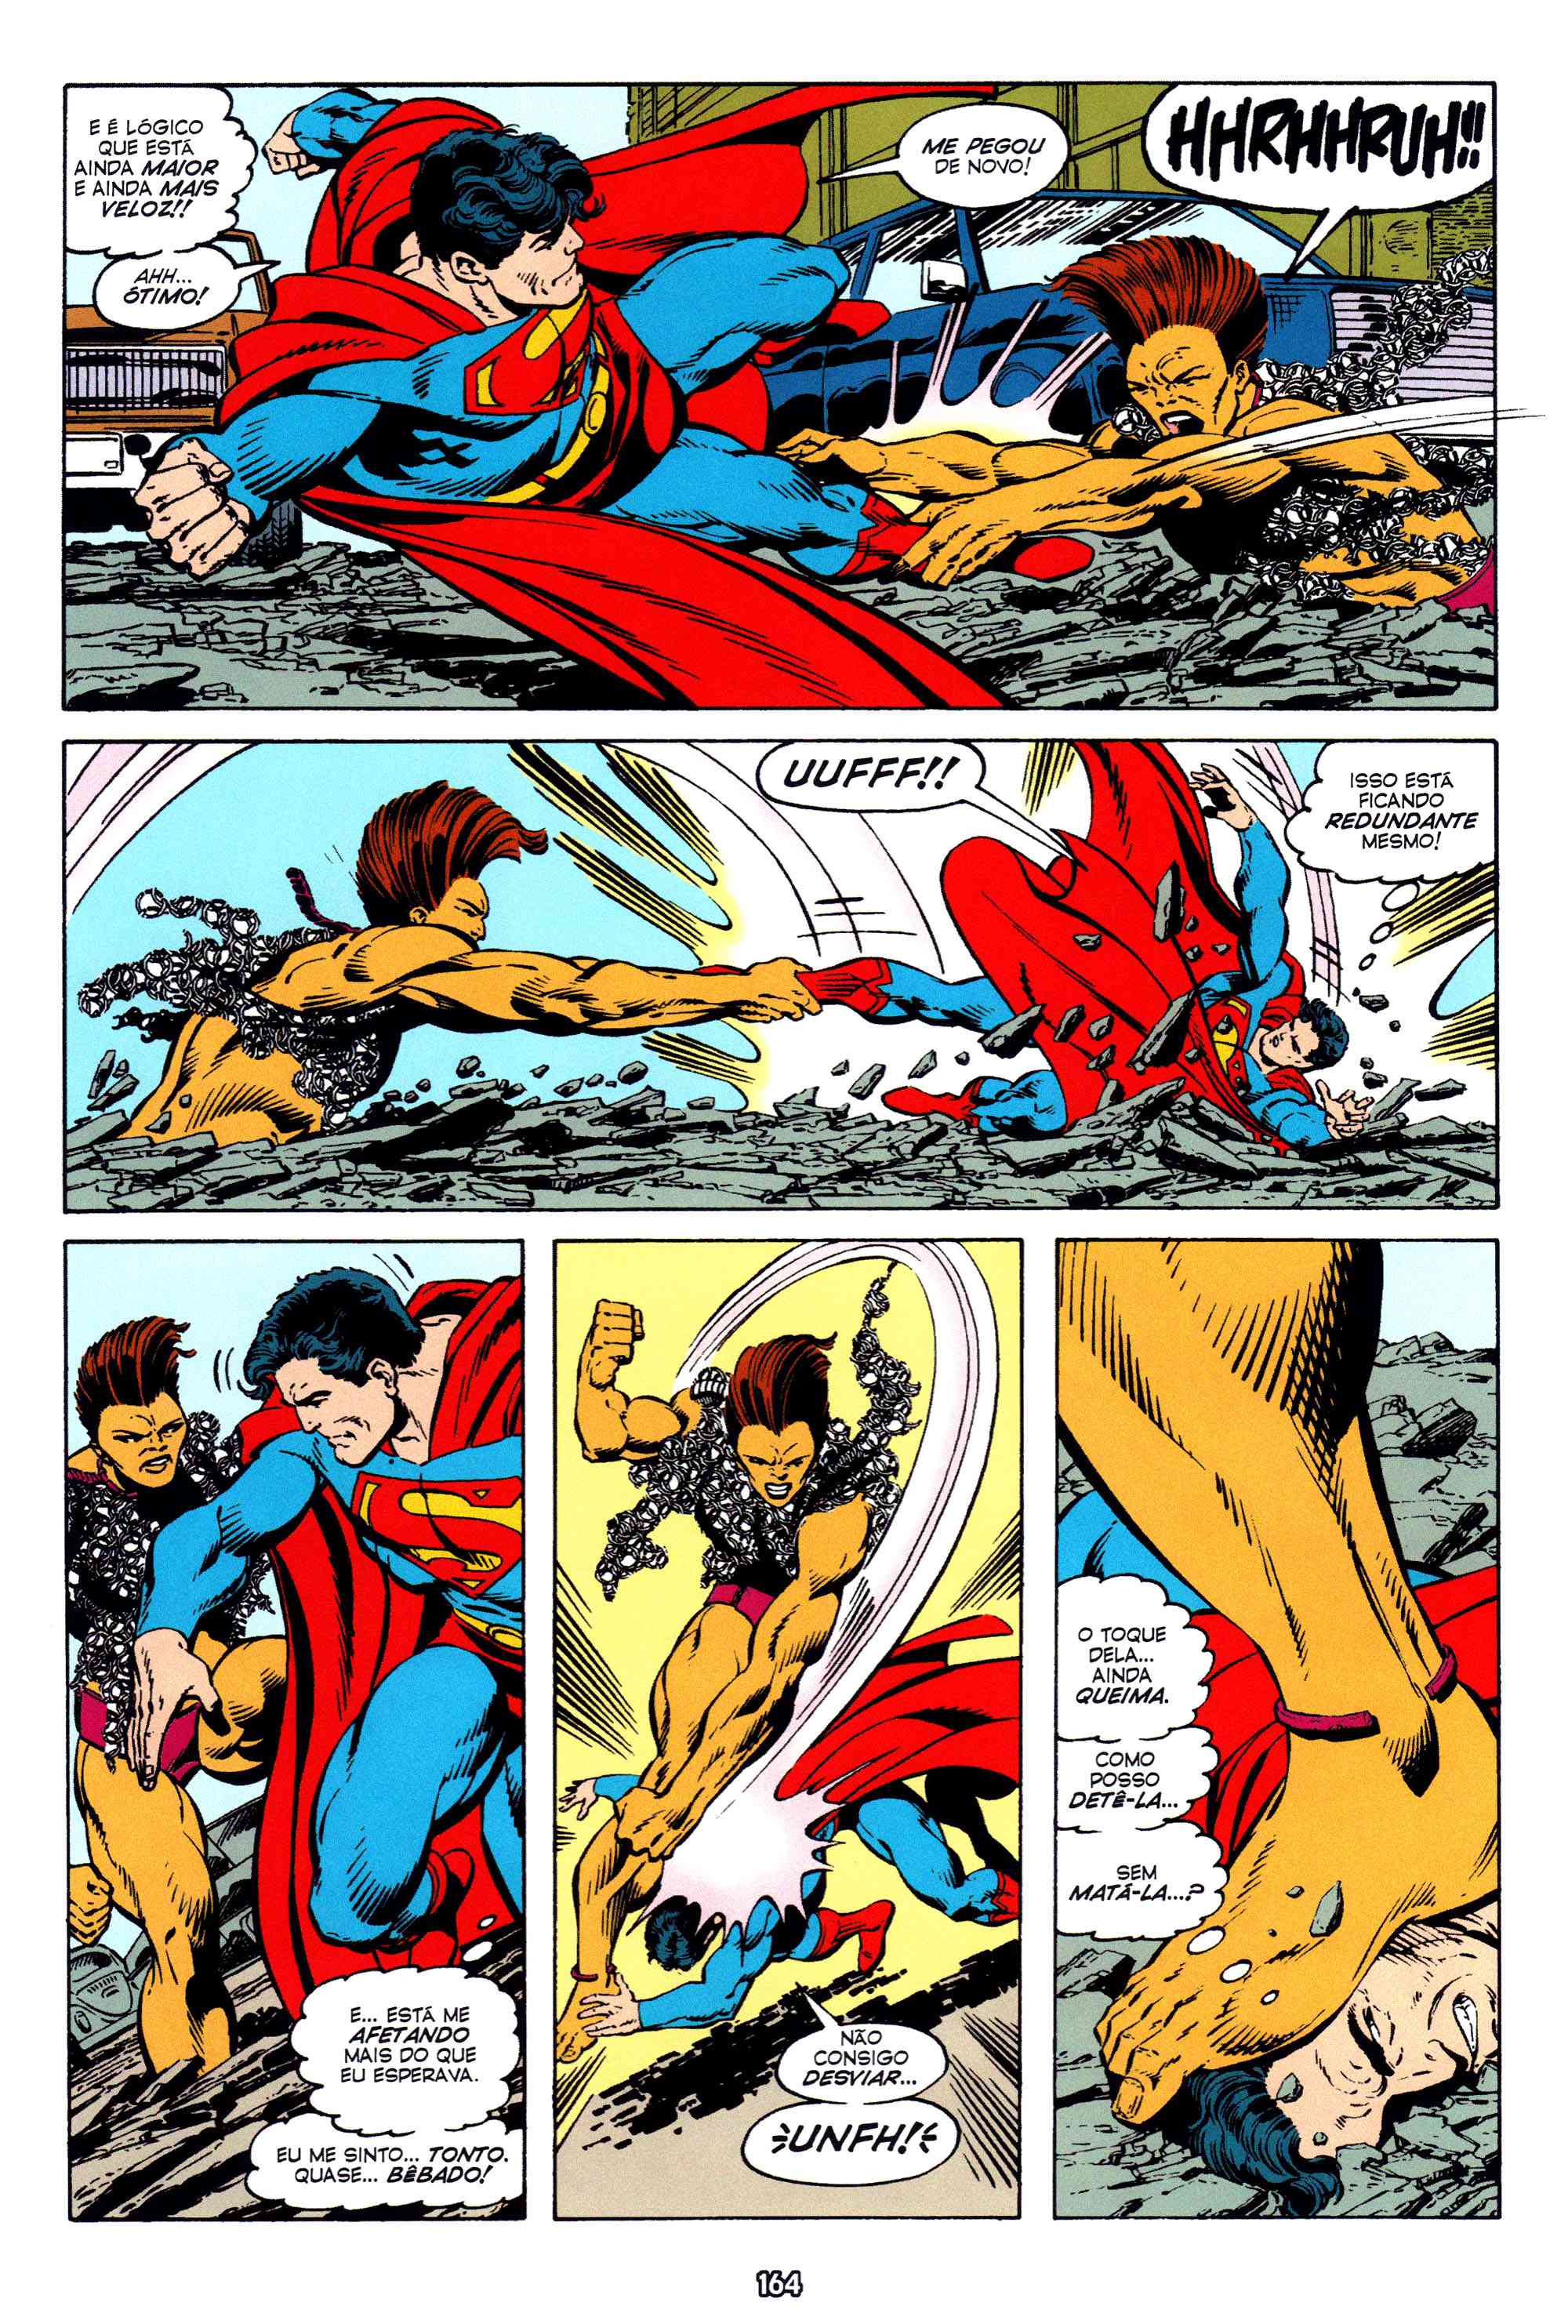 E É LÓGICO
QUE ESTÁ
AINDA MAIOR
E AINDA MAIS
VELOZ!!
AHH...
ÓTIMO!
ME PEGOU
DE NOVO!
HHRHHRUH!!
UUFFF!!
ISSO ESTÁ
FICANDO
REDUNDANTE
MESMO!
E... ESTÁ ME
AFETANDO
MAIS DO QUE
EU ESPERAVA.
EU ME SINTO... TONTO.
QUASE... BÊBADO!
NÃO
CONSIGO
DESVIAR...
UNFH!
O TOQUE
DELA...
AINDA
QUEIMA.
COMO
POSSO
DETÊ-LA...
SEM
MATÁ-LA...?
164